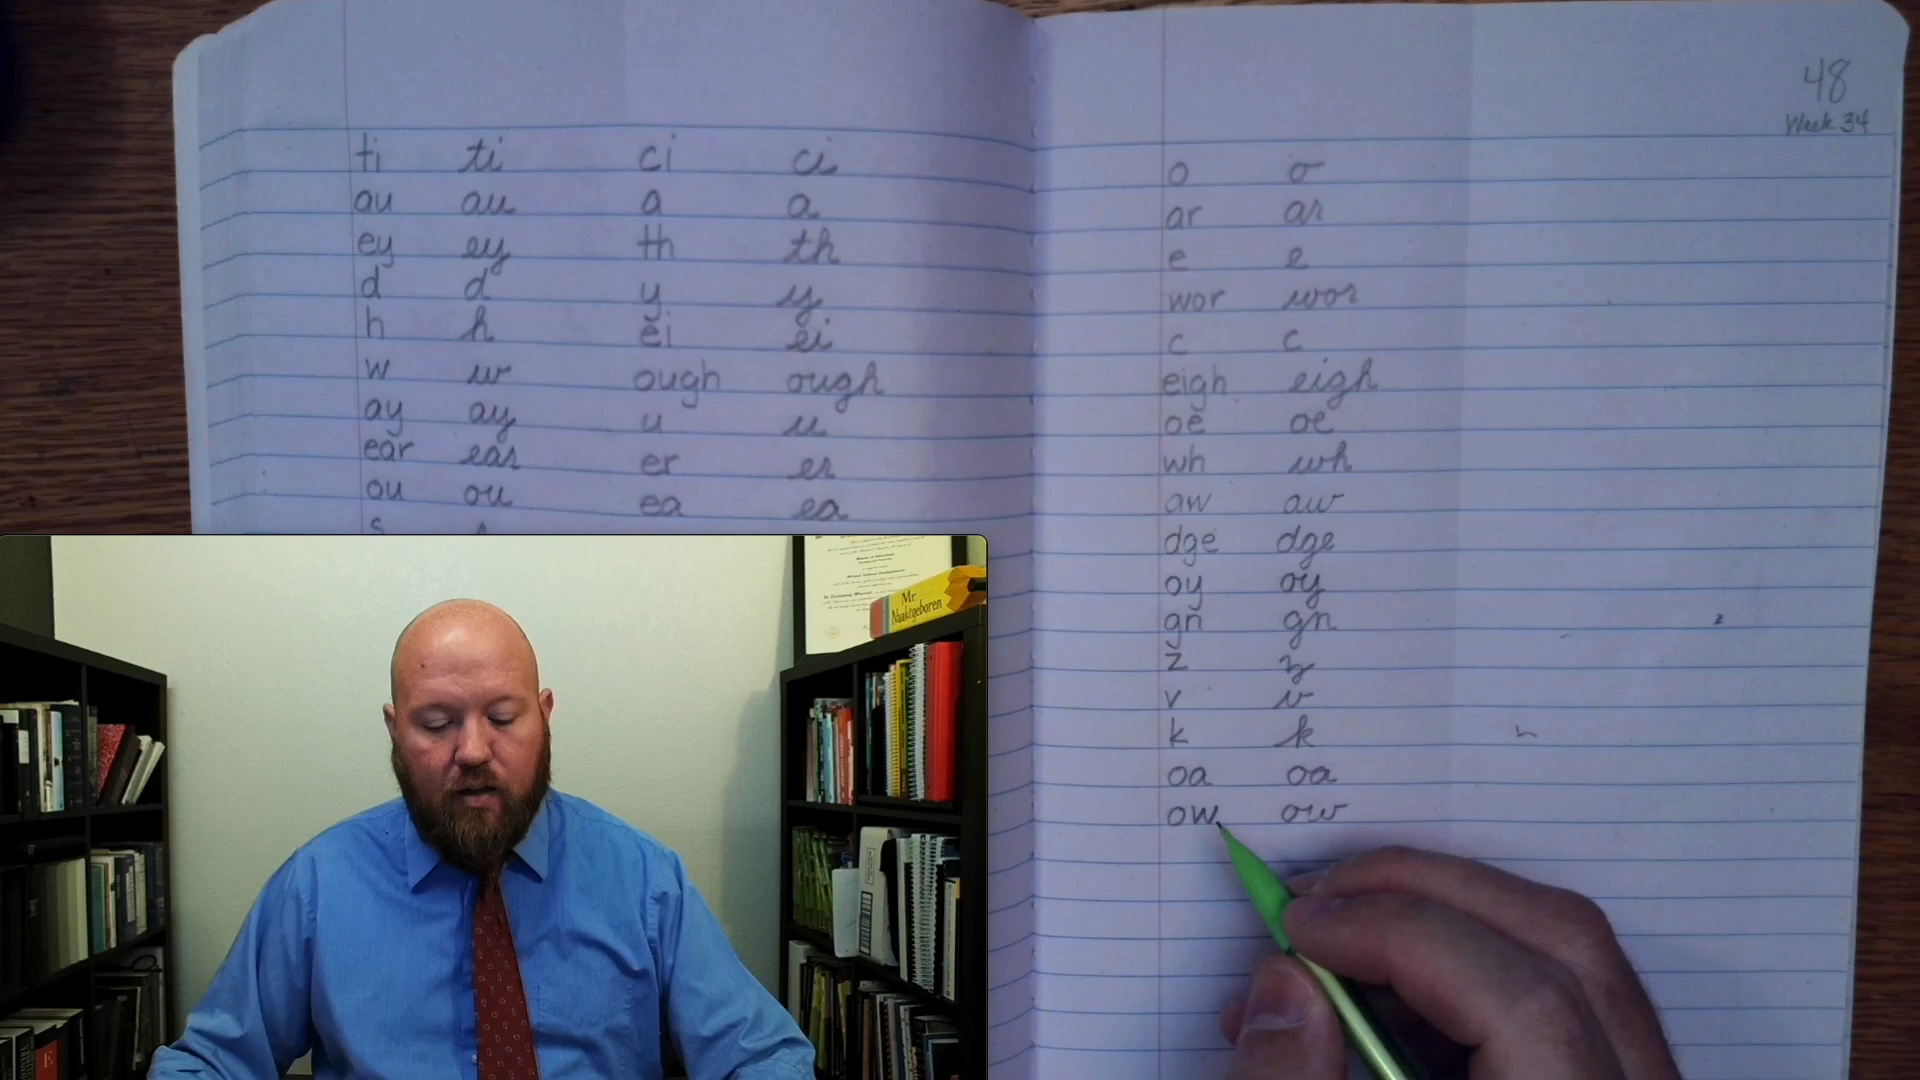 48
Week 34
ti ti ci ci
au au a a
ey ey th th
d d y y
h h ei ei
w w ough ough
ay ay u u
ear ear er er
ou ou ea ea
s s
o o
ar ar
e e
wor wor
c c
eigh eigh
oe oe
wh wh
aw aw
dge dge
oy oy
gn gn
z z
v v
k k
oa oa
ow ow
Mr.
Naaktgeboren